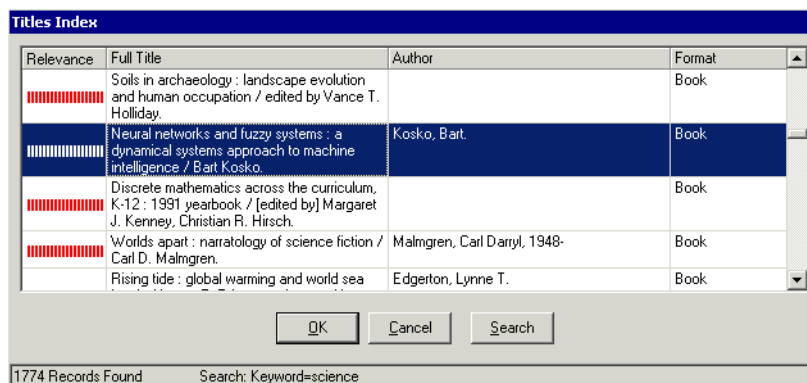 Titles Index
Relevance Full Title Author Format
Soils in archaeology : landscape evolution Book
and human occupation / edited by Vance T.
Holliday.
Neural networks and fuzzy systems : a Kosko, Bart. Book
dynamical systems approach to machine
intelligence / Bart Kosko.
Discrete mathematics across the curriculum, Book
K-12 : 1991 yearbook / [edited by] Margaret
J. Kenney, Christian R. Hirsch.
Worlds apart : narratology of science fiction / Malmgren, Carl Darryl, 1948- Book
Carl D. Malmgren.
Rising tide : global warming and world sea Edgerton, Lynne T. Book
OK Cancel Search
1774 Records Found Search: Keyword=science